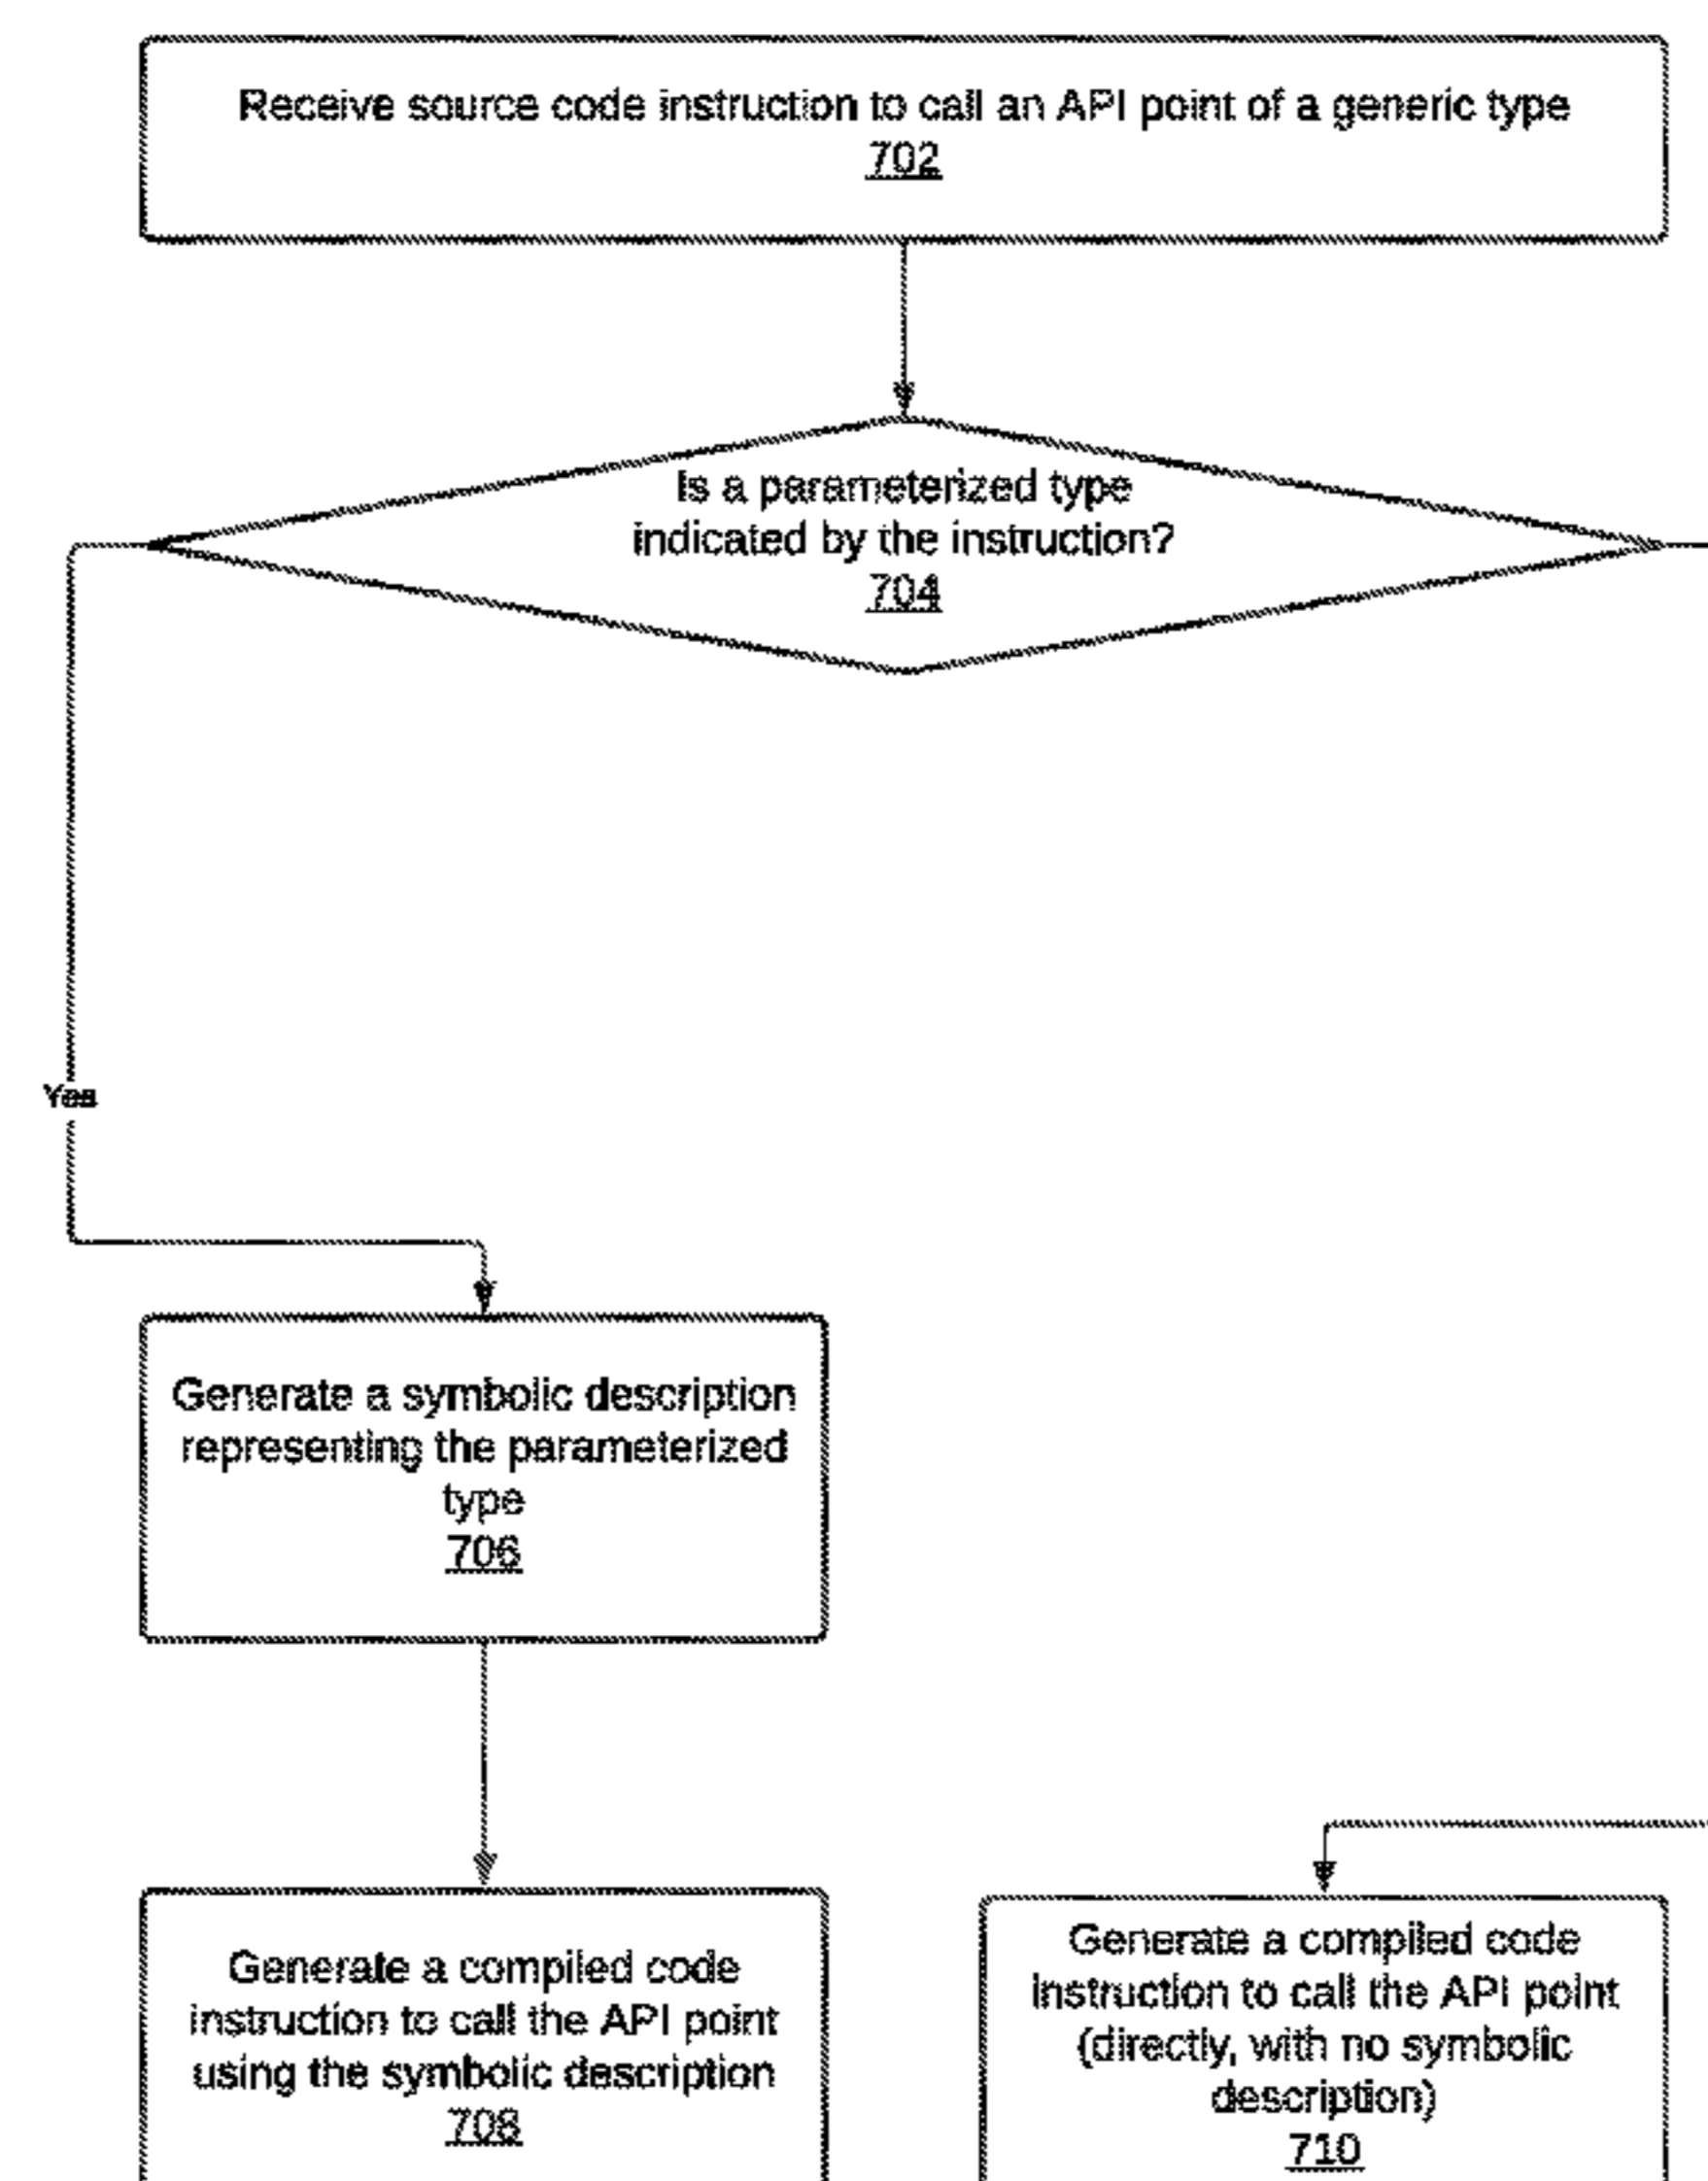 Receive source code instruction to call an API point of a generic type
702
Is a parameterized type
indicated by the instruction?
704
Yes
Generate a symbolic description
representing the parameterized
type
706
Generate a compiled code
instruction to call the API point
using the symbolic description
708
Generate a compiled code
instruction to call the API point
(directly, with no symbolic
description)
710